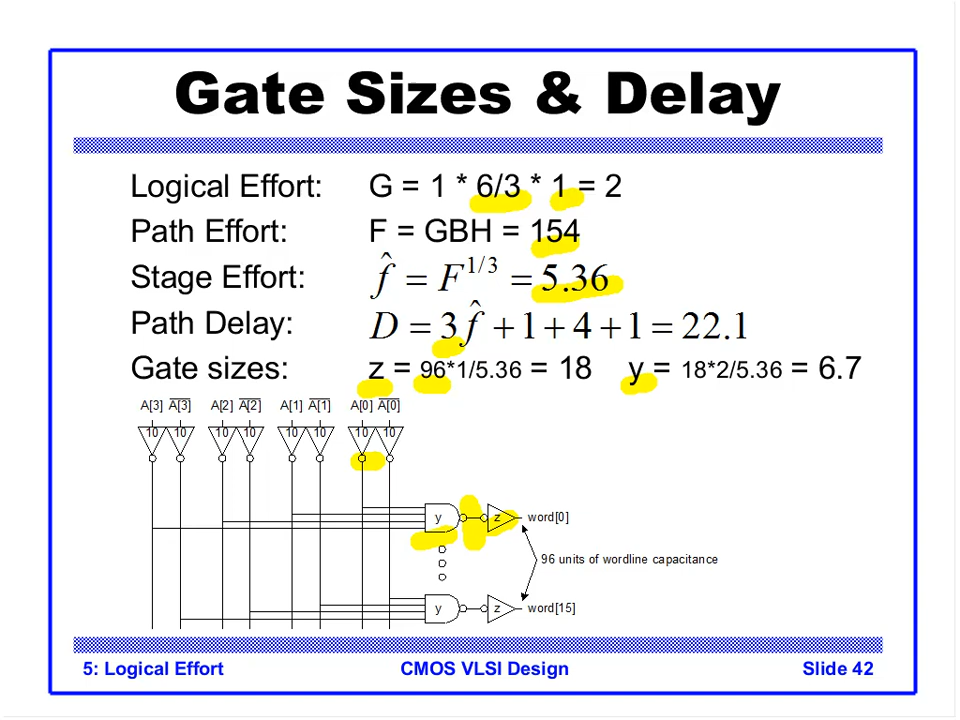 Gate Sizes & Delay
Logical Effort: G = 1 * 6/3 * 1 = 2
Path Effort: F = GBH = 154
Stage Effort: f̂ = F^1/3 = 5.36
Path Delay: D = 3f̂ + 1 + 4 + 1 = 22.1
Gate sizes: z = 96*1/5.36 = 18 y = 18*2/5.36 = 6.7
A[3] A̅[̅3̅]̅ A[2] A̅[̅2̅]̅ A[1] A̅[̅1̅]̅ A[0] A̅[̅0̅]̅
10 10 10 10 10 10 10 10
y z word[0]
96 units of wordline capacitance
y z word[15]
5: Logical Effort CMOS VLSI Design Slide 42